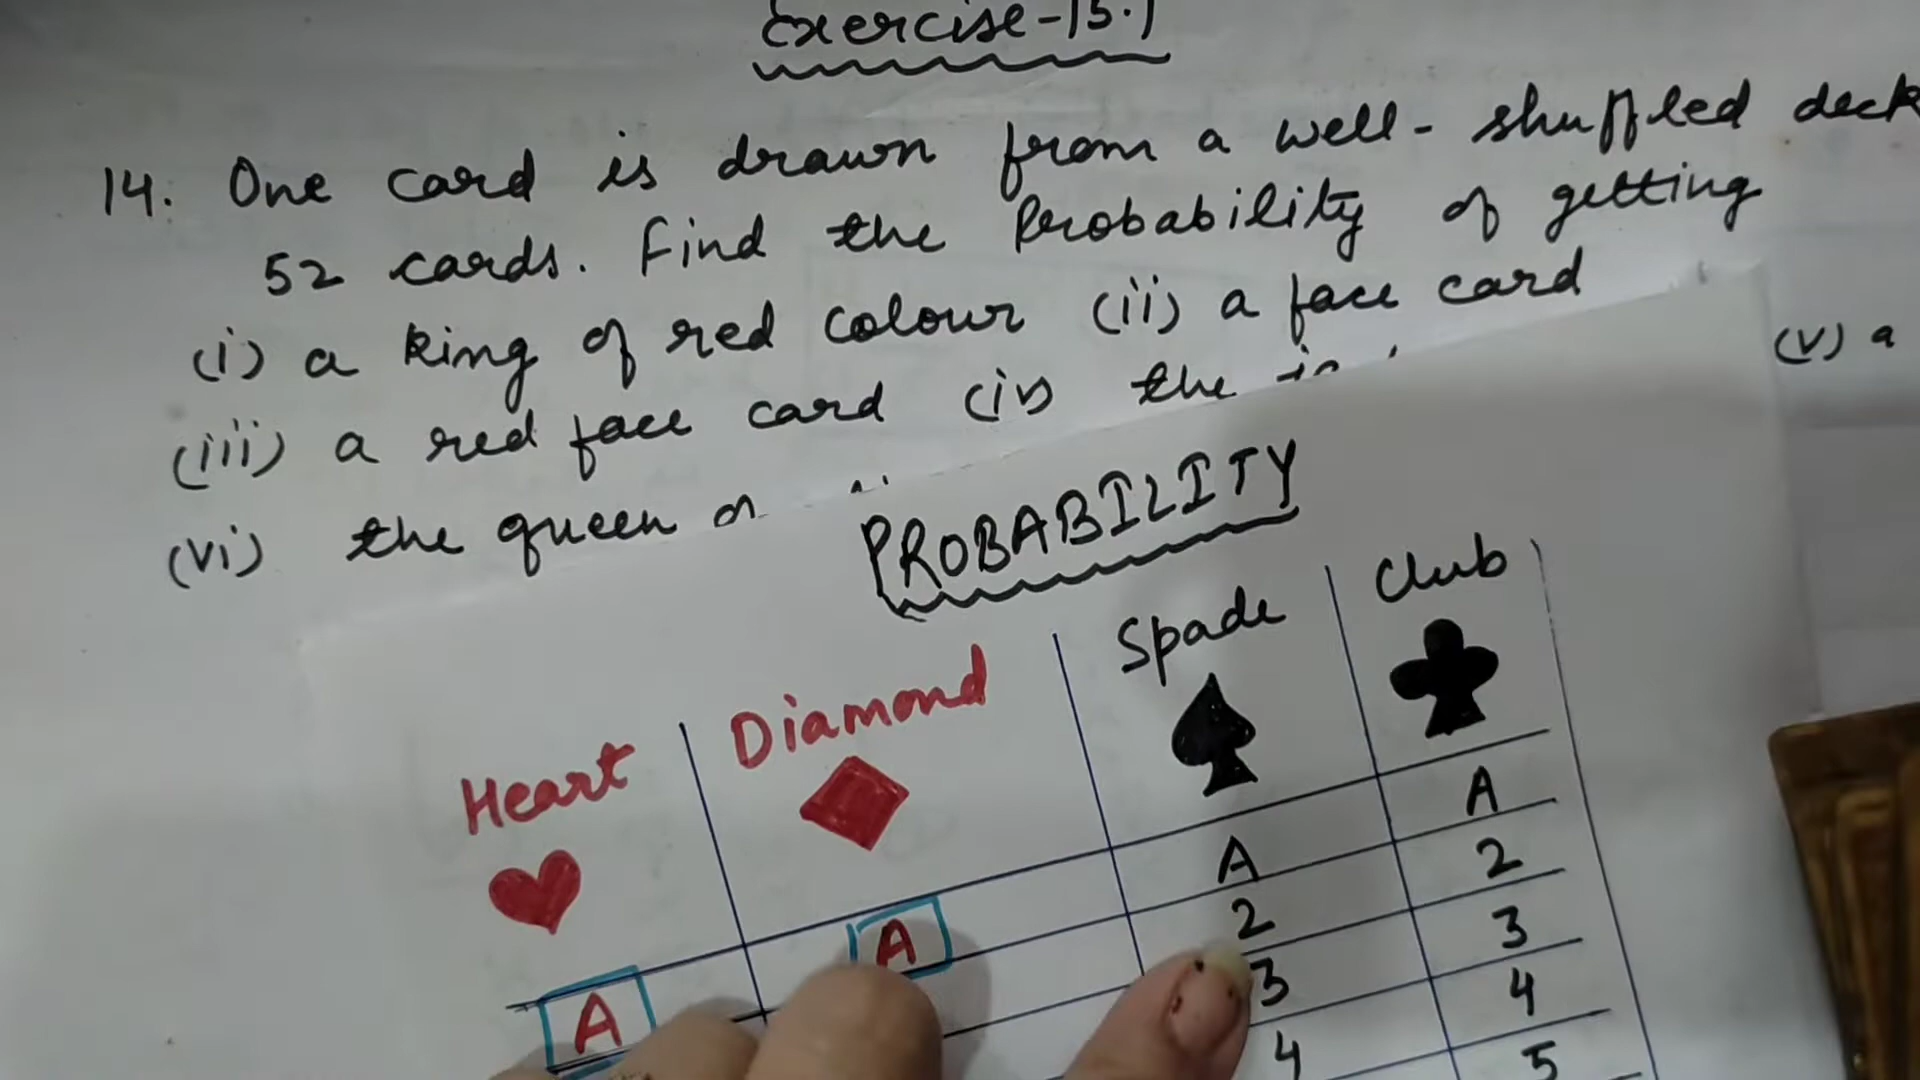 Exercise-15.1
14. One card is drawn from a well-shuffled deck
52 cards. Find the Probability of getting
(i) a king of red colour (ii) a face card
(iii) a red face card (iv) the (v) a
(vi) the queen
PROBABILITY
Heart Diamond Spade Club
A A A A
2 2
3 3
4 4
5